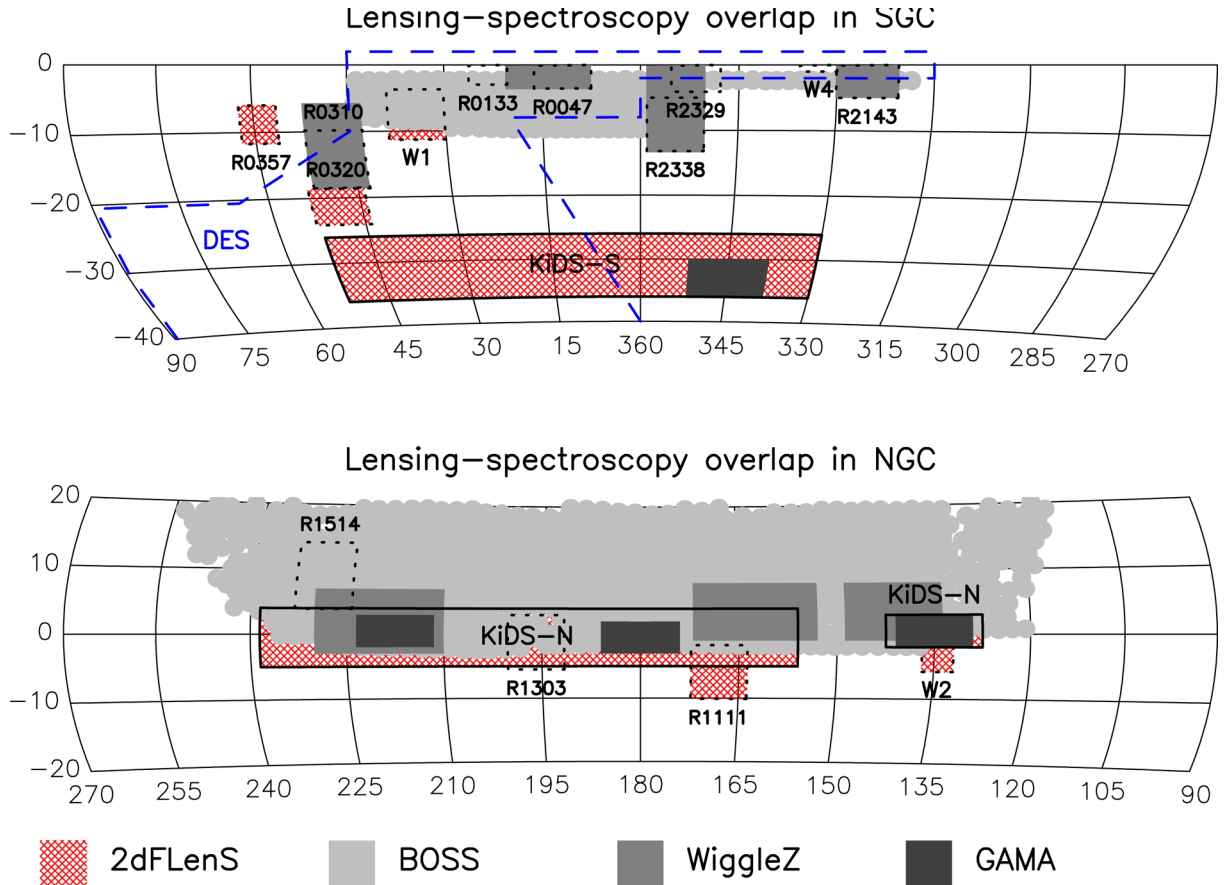 Lensing−spectroscopy overlap in SGC
0
−10
−20
−30
−40
R0310
R0133
R0047
R2329
W4
R2143
R0357
R0320
W1
R2338
DES
KiDS−S
90 75 60 45 30 15 360 345 330 315 300 285 270
Lensing−spectroscopy overlap in NGC
20
10
0
−10
−20
R1514
KiDS−N
KiDS−N
R1303
R1111
W2
270 255 240 225 210 195 180 165 150 135 120 105 90
2dFLenS BOSS WiggleZ GAMA